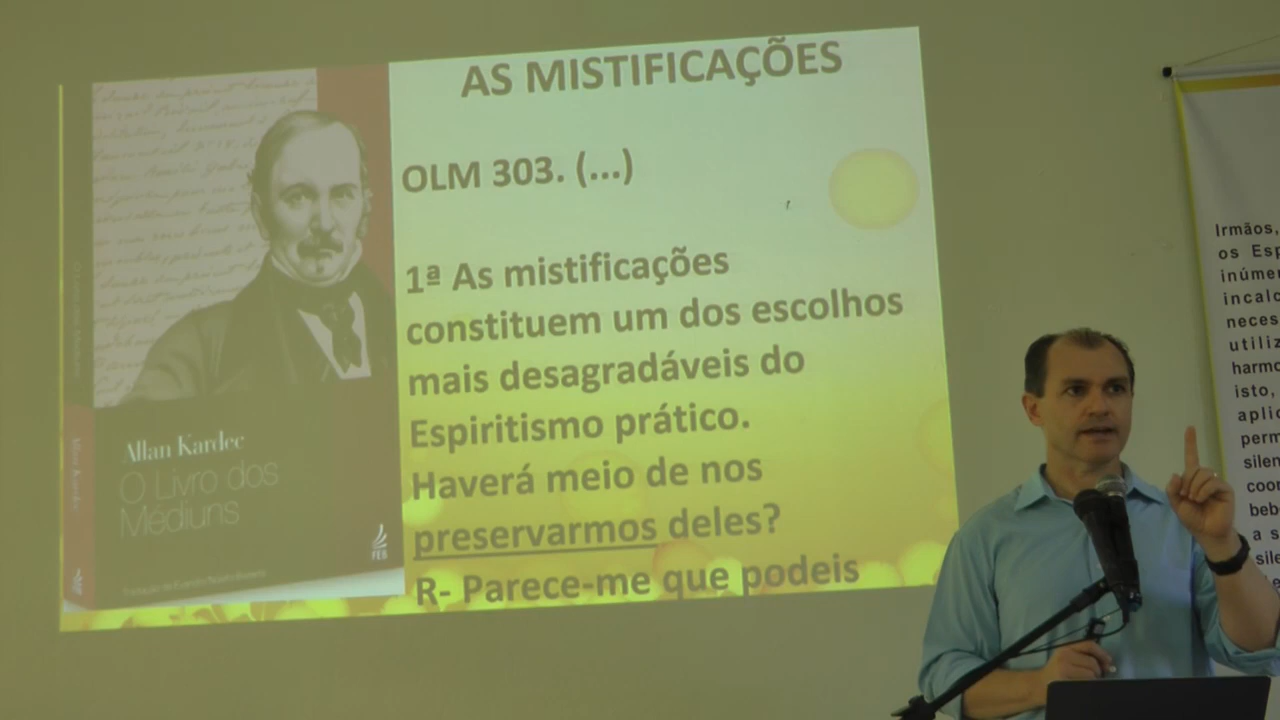 AS MISTIFICAÇÕES
OLM 303. (...)
1ª As mistificações
constituem um dos escolhos
mais desagradáveis do
Espiritismo prático.
Haverá meio de nos
preservarmos deles?
R- Parece-me que podeis
Allan Kardec
O Livro dos
Médiuns
FEB
Irmãos,
os Esp
inúme
incalc
neces
utiliz
harmo
isto,
aplic
perm
silen
coor
beb
a s
sile
e